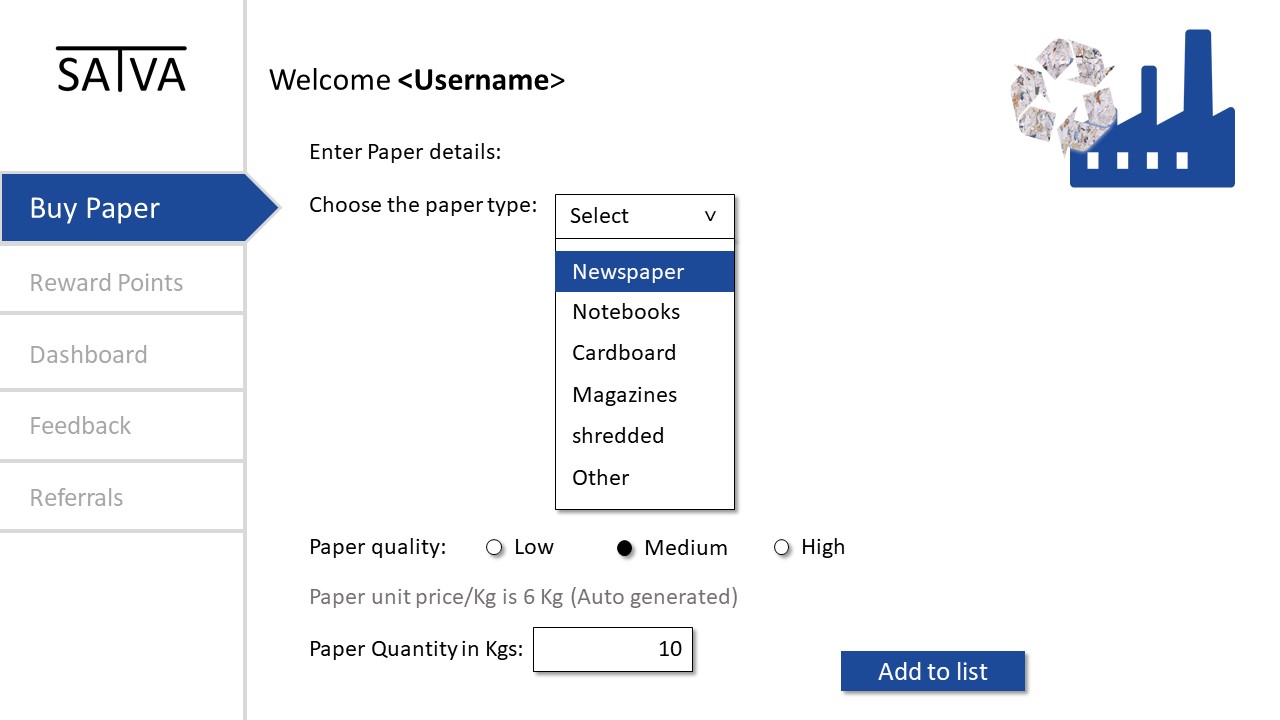 SATVA
Welcome <Username>
Enter Paper details:
Buy Paper
Choose the paper type:
Select
Newspaper
Notebooks
Cardboard
Magazines
shredded
Other
Reward Points
Dashboard
Feedback
Referrals
Paper quality: Low Medium High
Paper unit price/Kg is 6 Kg (Auto generated)
Paper Quantity in Kgs: 10
Add to list